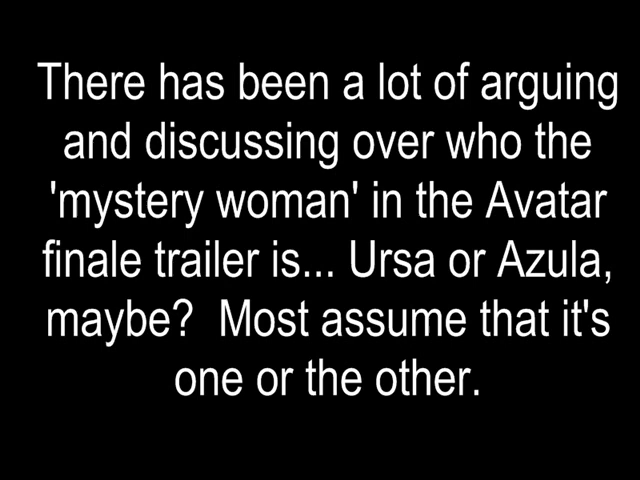 There has been a lot of arguing
and discussing over who the
'mystery woman' in the Avatar
finale trailer is... Ursa or Azula,
maybe?  Most assume that it's
one or the other.